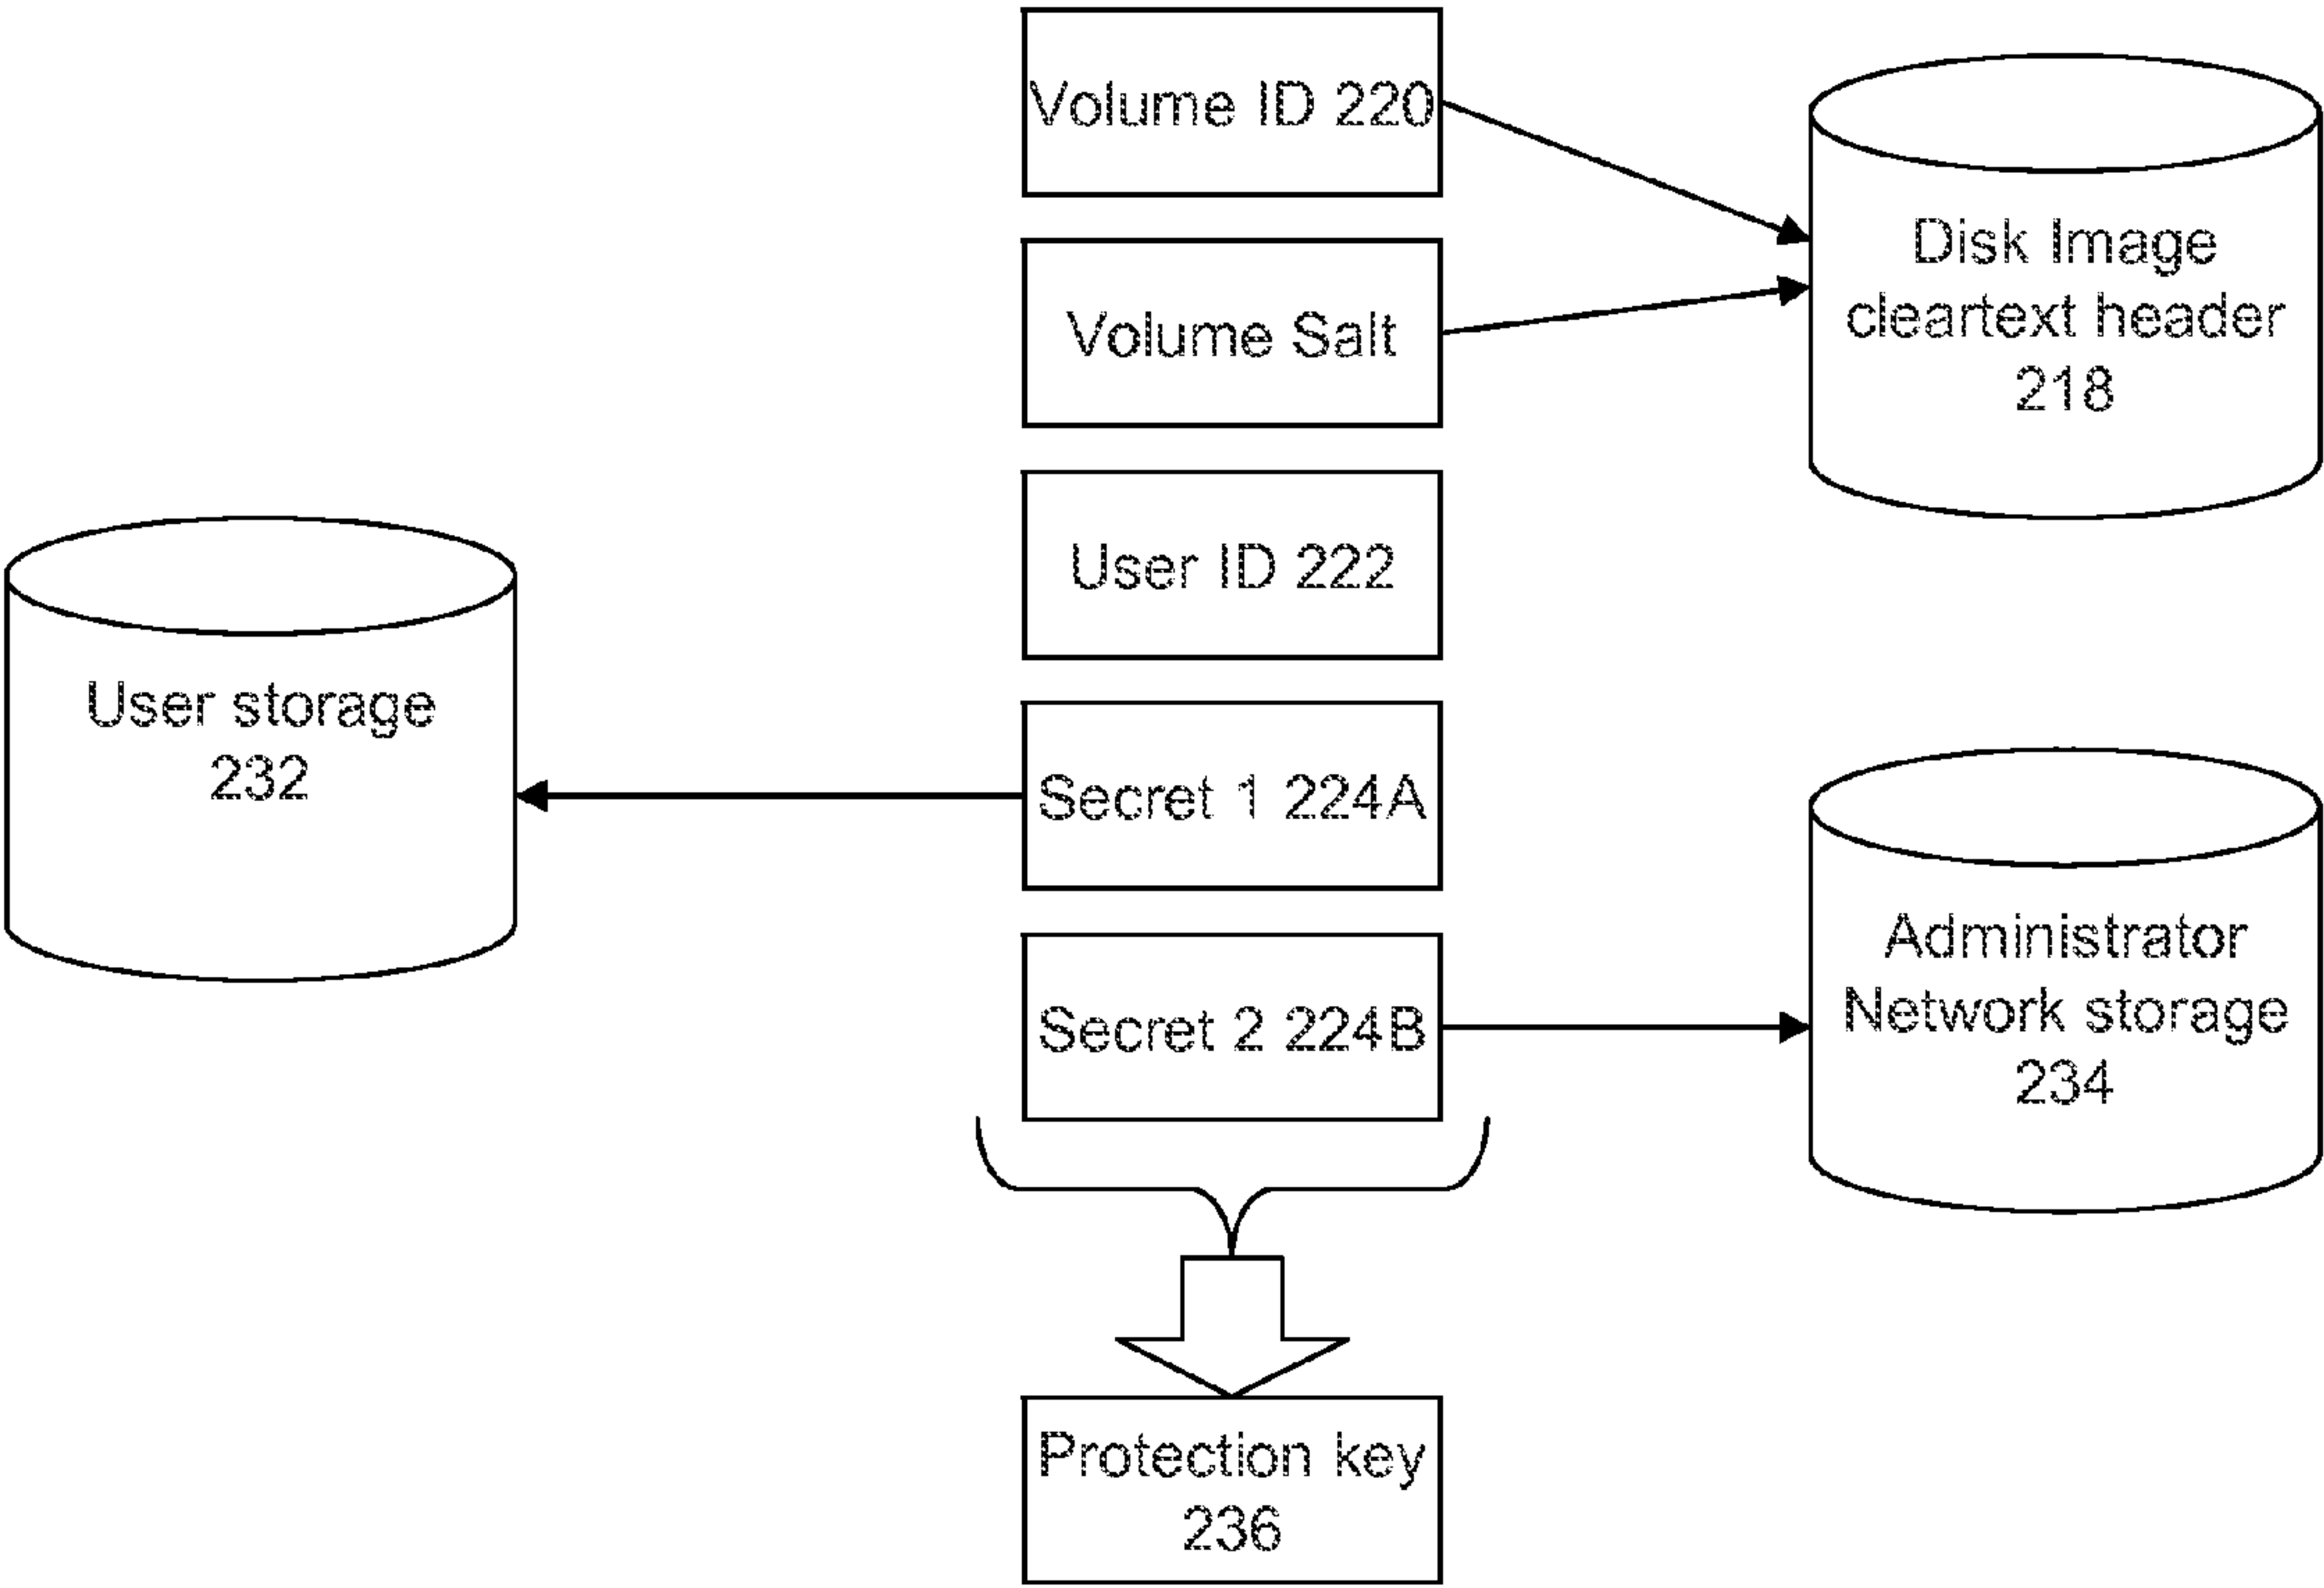 Volume ID 220
Disk Image
cleartext header
218
Volume Salt
User ID 222
User storage
232
Secret 1 224A
Secret 2 224B
Administrator
Network storage
234
Protection key
236